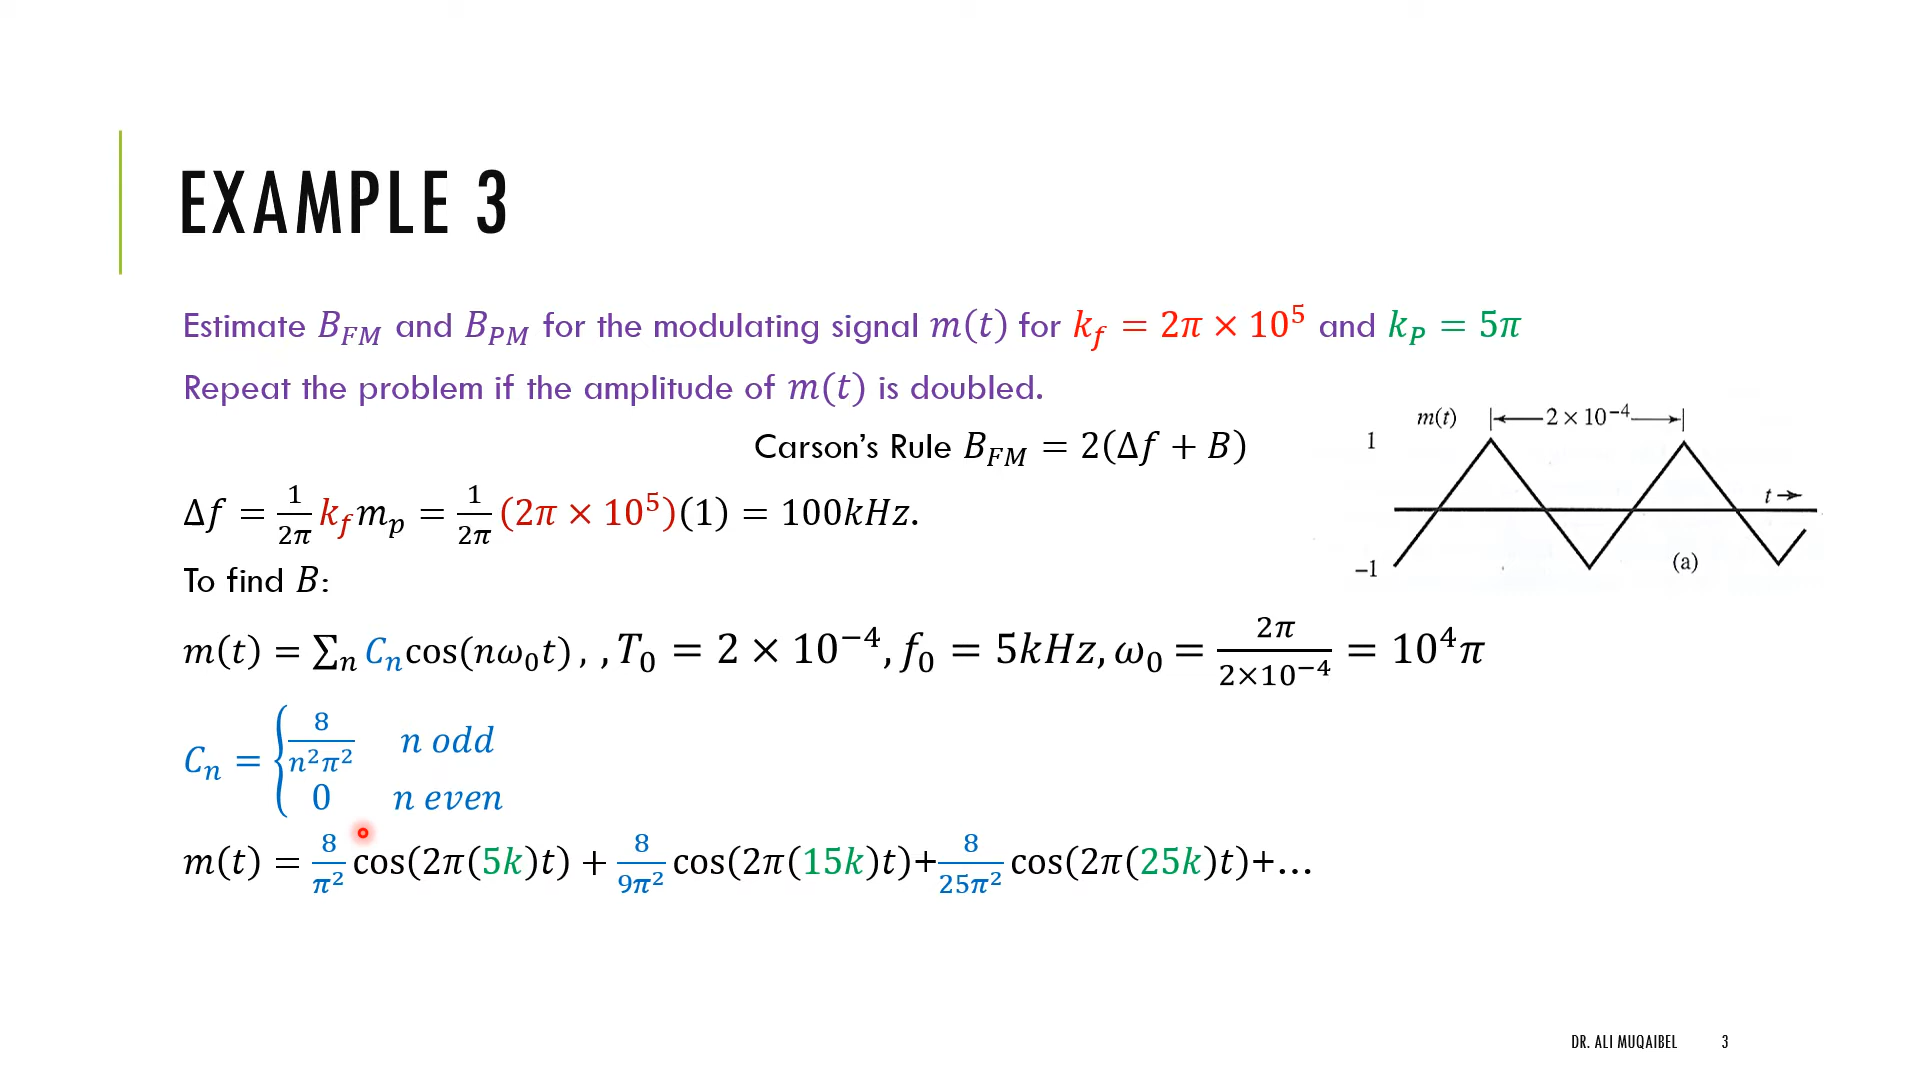 EXAMPLE 3
Estimate B_FM and B_PM for the modulating signal m(t) for k_f = 2π × 10^5 and k_P = 5π
Repeat the problem if the amplitude of m(t) is doubled.
Carson’s Rule B_FM = 2(Δf + B)
Δf = 1/2π k_f m_p = 1/2π (2π × 10^5)(1) = 100kHz.
To find B:
m(t) = ∑_n C_n cos(nω_0t) , , T_0 = 2 × 10^−4, f_0 = 5kHz, ω_0 = 2π/2×10^−4 = 10^4π
C_n = { 8/n^2π^2 n odd
0 n even
m(t) = 8/π^2 cos(2π(5k)t) + 8/9π^2 cos(2π(15k)t)+ 8/25π^2 cos(2π(25k)t)+…
m(t) 2 × 10^−4
1
t
−1
(a)
DR. ALI MUQAIBEL 3